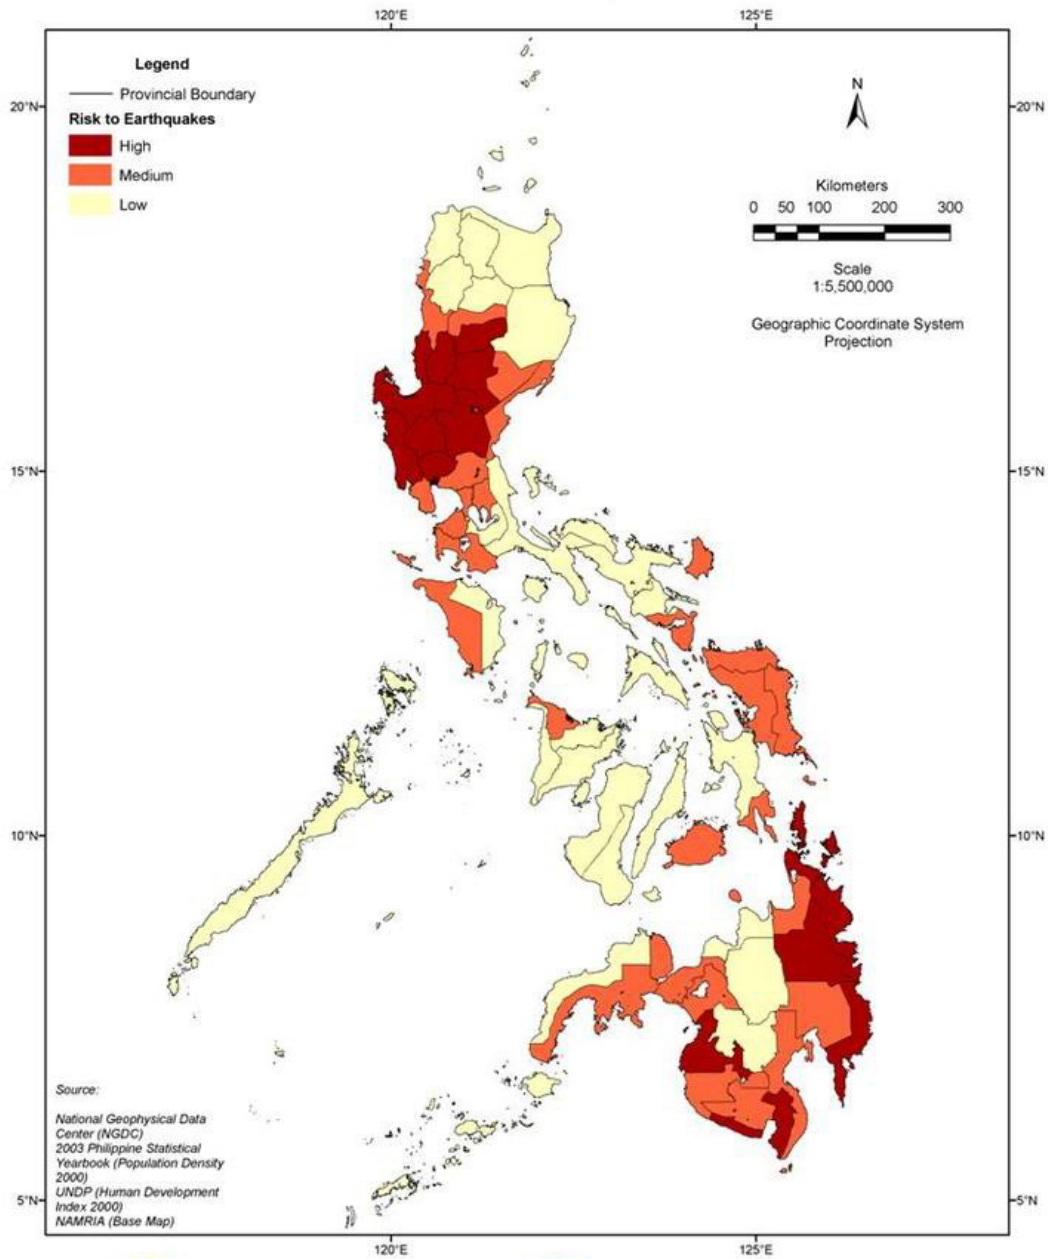 120°E 125°E
Legend
Provincial Boundary
Risk to Earthquakes
High
Medium
Low
20°N
20°N
N
Kilometers
0 50 100 200 300
Scale
1:5,500,000
Geographic Coordinate System
Projection
15°N
15°N
10°N
10°N
Source:
National Geophysical Data
Center (NGDC)
2003 Philippine Statistical
Yearbook (Population Density
2000)
UNDP (Human Development
Index 2000)
NAMRIA (Base Map)
5°N
5°N
120°E 125°E